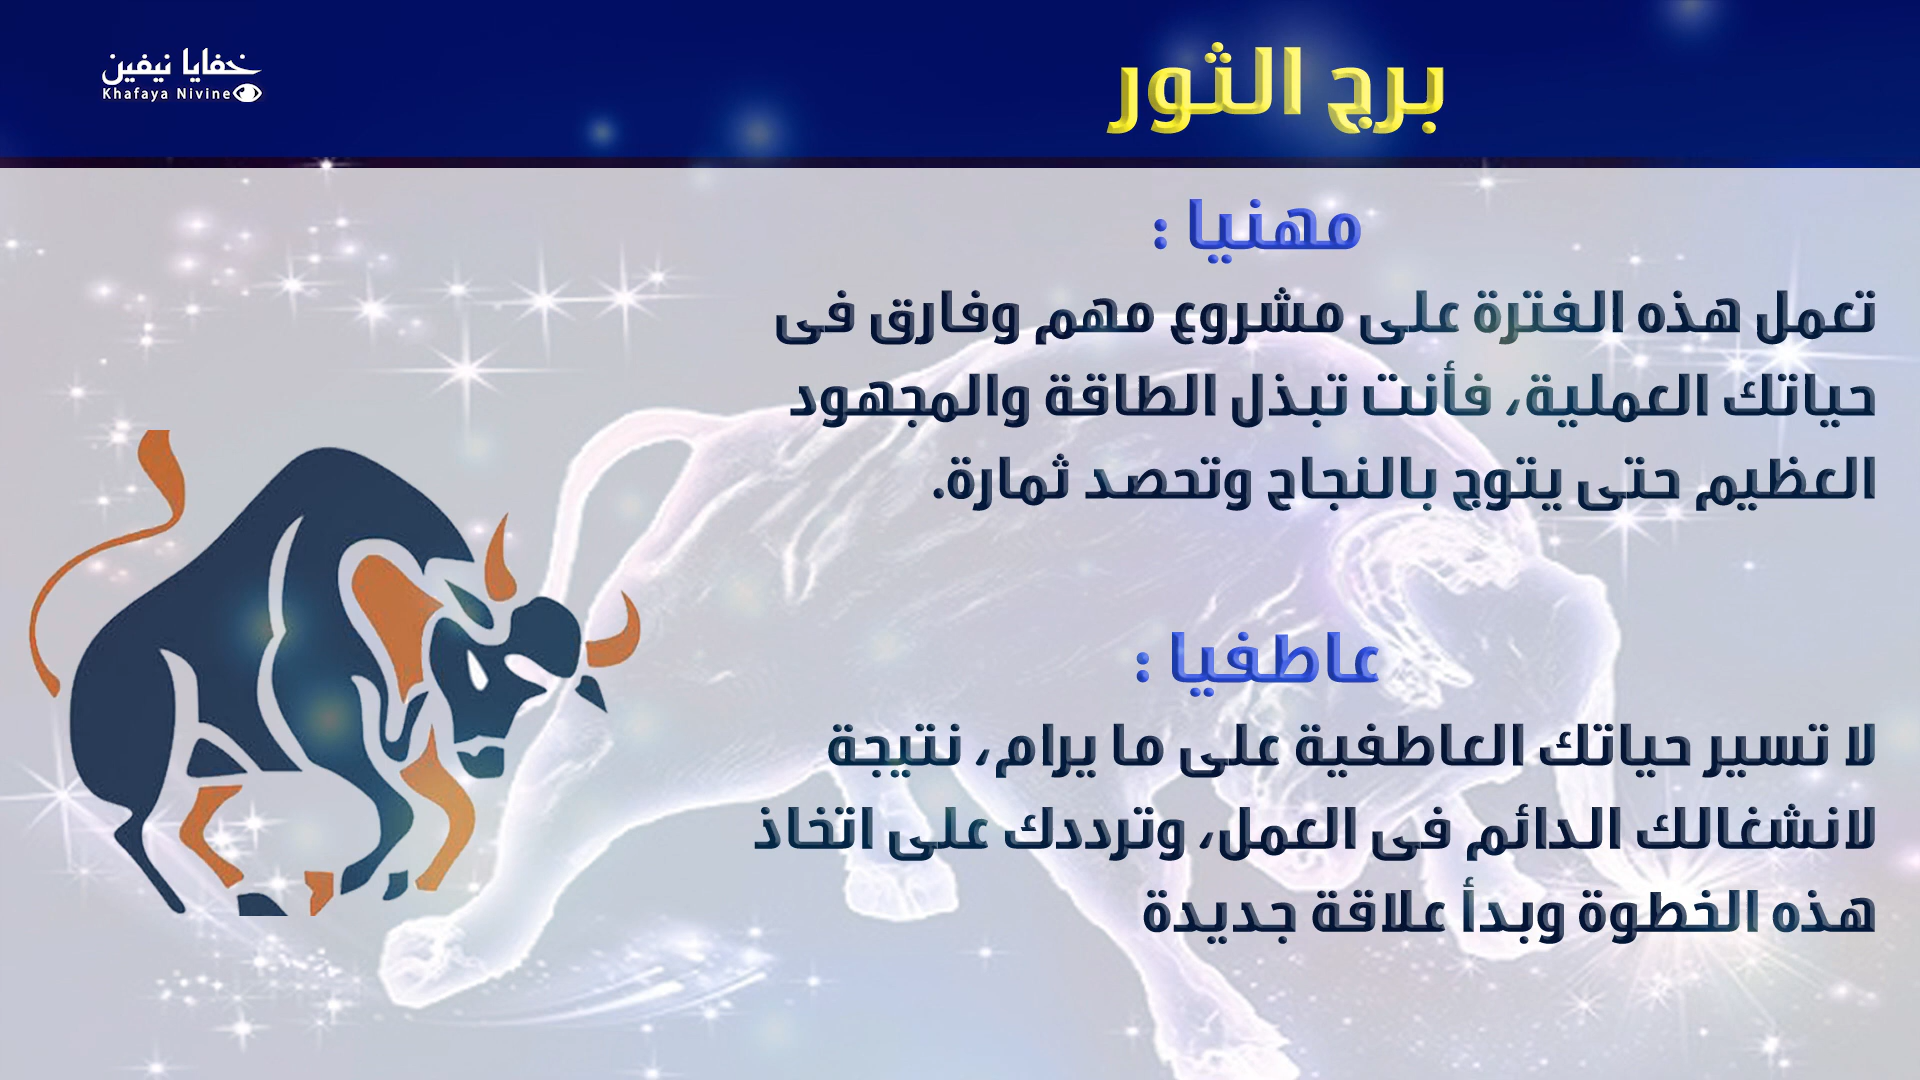 برج الثور
خفايا نيفين
Khafaya Nivine
مهنيا :
تعمل هذه الفترة على مشروع مهم وفارق فى
حياتك العملية، فأنت تبذل الطاقة والمجهود
العظيم حتى يتوج بالنجاح وتحصد ثمارة.
عاطفيا :
لا تسير حياتك العاطفية على ما يرام، نتيجة
لانشغالك الدائم فى العمل، وترددك على اتخاذ
هذه الخطوة وبدأ علاقة جديدة